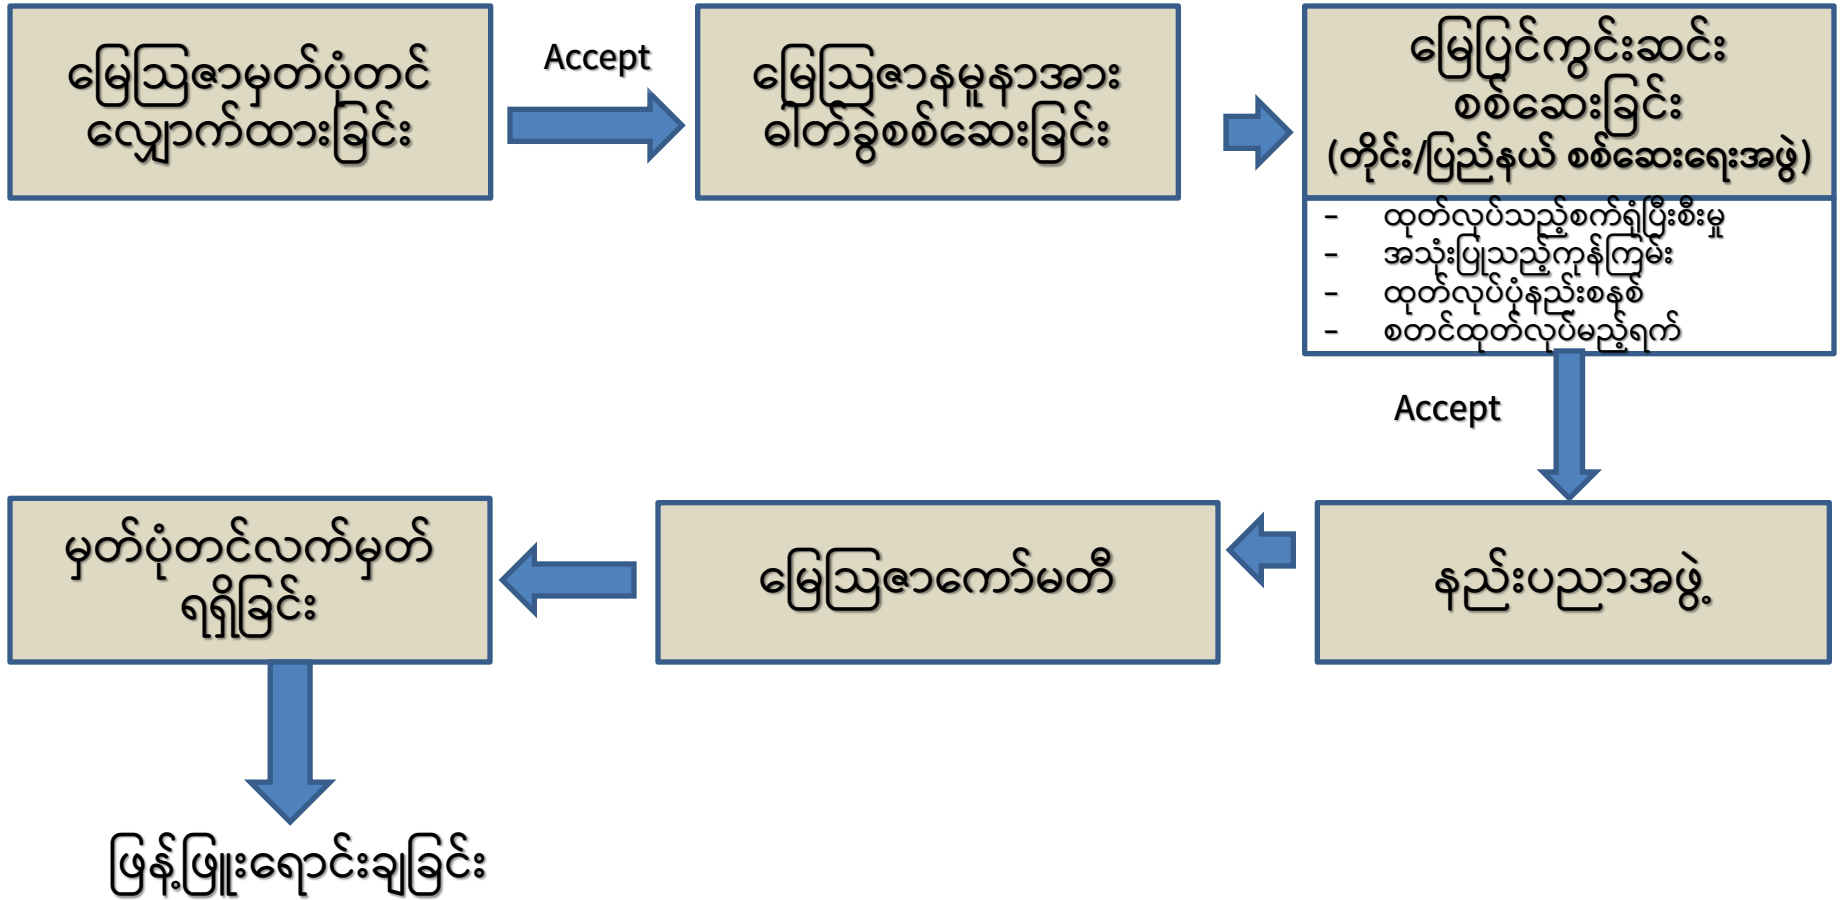 မြေသြဇာမှတ်ပုံတင်
လျှောက်ထားခြင်း
Accept
မြေသြဇာနမူနာအား
ဓါတ်ခွဲစစ်ဆေးခြင်း
မြေပြင်ကွင်းဆင်း
စစ်ဆေးခြင်း
(တိုင်း/ပြည်နယ် စစ်ဆေးရေးအဖွဲ့)
- ထုတ်လုပ်သည့်စက်ရုံပြီးစီးမှု
- အသုံးပြုသည့်ကုန်ကြမ်း
- ထုတ်လုပ်ပုံနည်းစနစ်
- စတင်ထုတ်လုပ်မည့်ရက်
Accept
နည်းပညာအဖွဲ့
မြေသြဇာကော်မတီ
မှတ်ပုံတင်လက်မှတ်
ရရှိခြင်း
ဖြန့်ဖြူးရောင်းချခြင်း